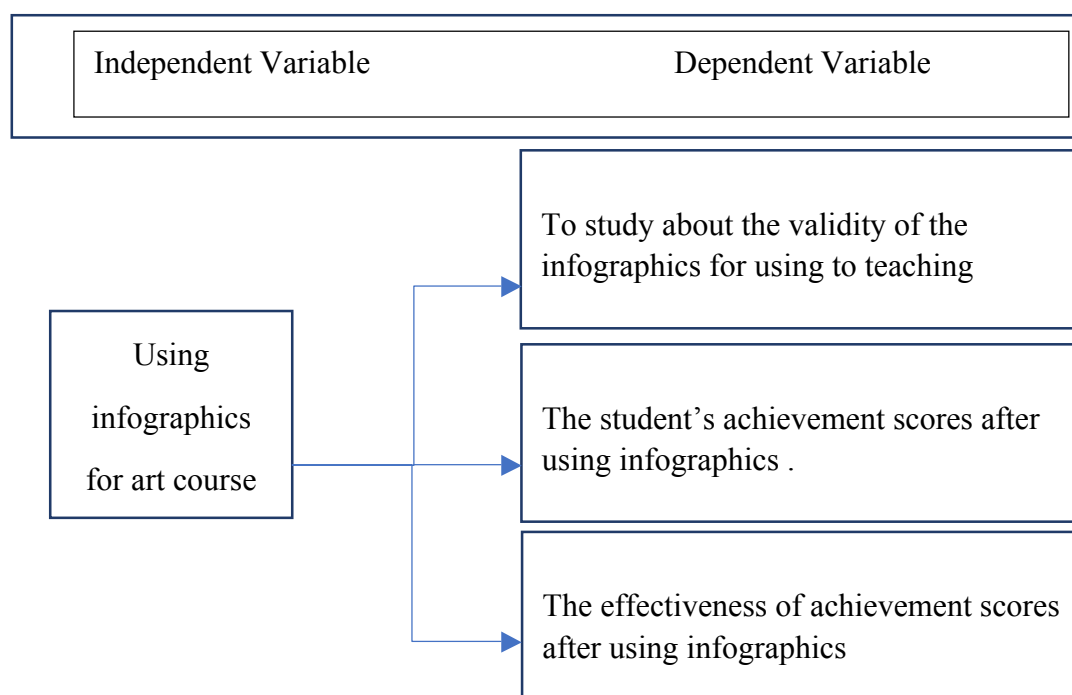 Independent Variable Dependent Variable
To study about the validity of the
infographics for using to teaching
Using
infographics
for art course
The student’s achievement scores after
using infographics .
The effectiveness of achievement scores
after using infographics